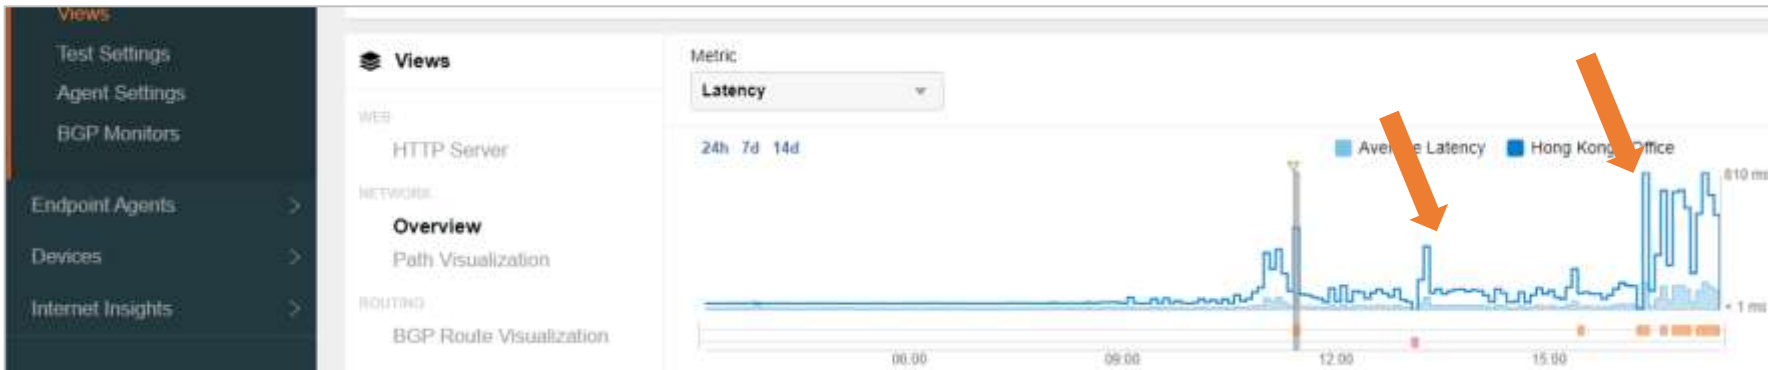 Views
Test Settings
Agent Settings
BGP Monitors
Endpoint Agents
Devices
Internet Insights
Views
WEB
HTTP Server
NETWORK
Overview
Path Visualization
ROUTING
BGP Route Visualization
Metric
Latency
24h 7d 14d
Average Latency
Hong Kong Office
810 ms
< 1 ms
06:00 09:00 12:00 15:00